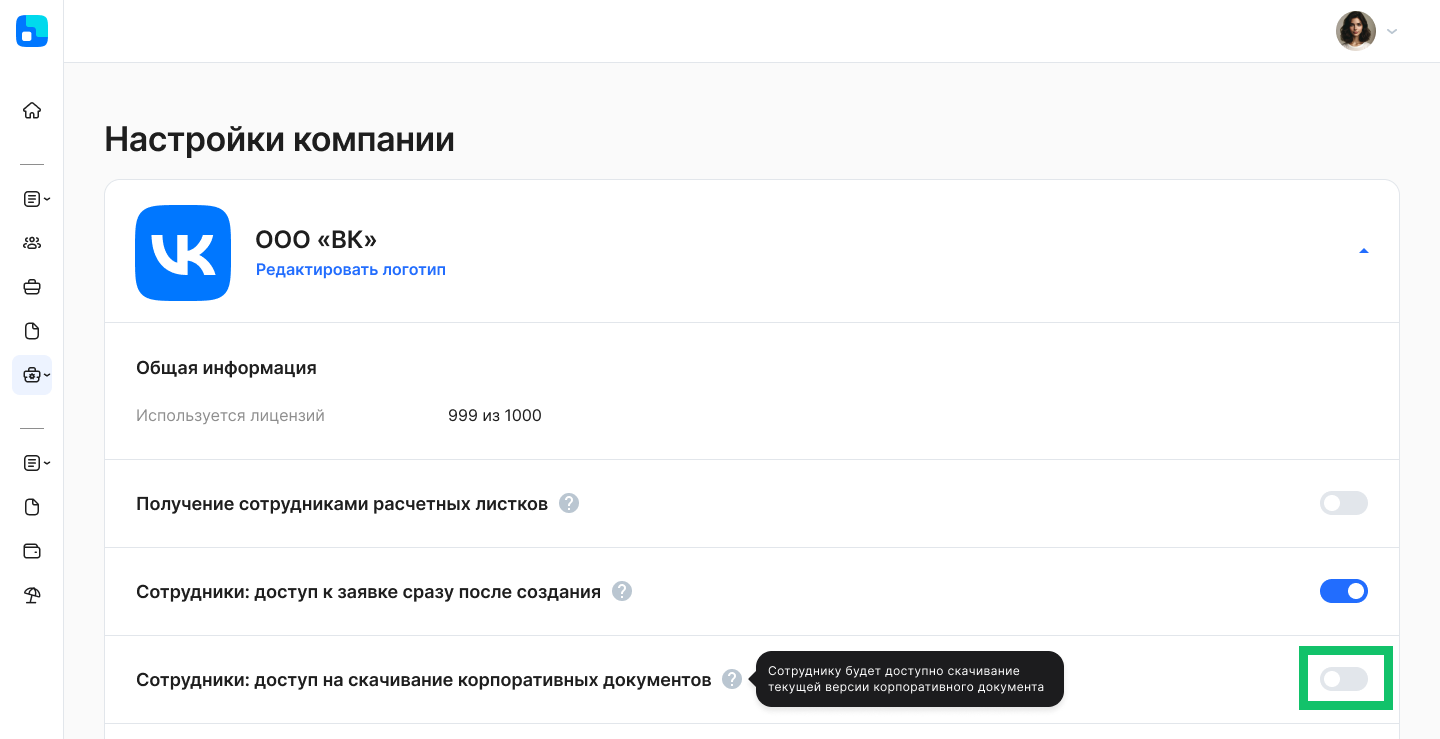 Настройки компании
VK
ООО «ВК»
Редактировать логотип
Общая информация
Используется лицензий 999 из 1000
Получение сотрудниками расчетных листков ?
Сотрудники: доступ к заявке сразу после создания ?
Сотрудники: доступ на скачивание корпоративных документов ?
Сотруднику будет доступно скачивание
текущей версии корпоративного документа